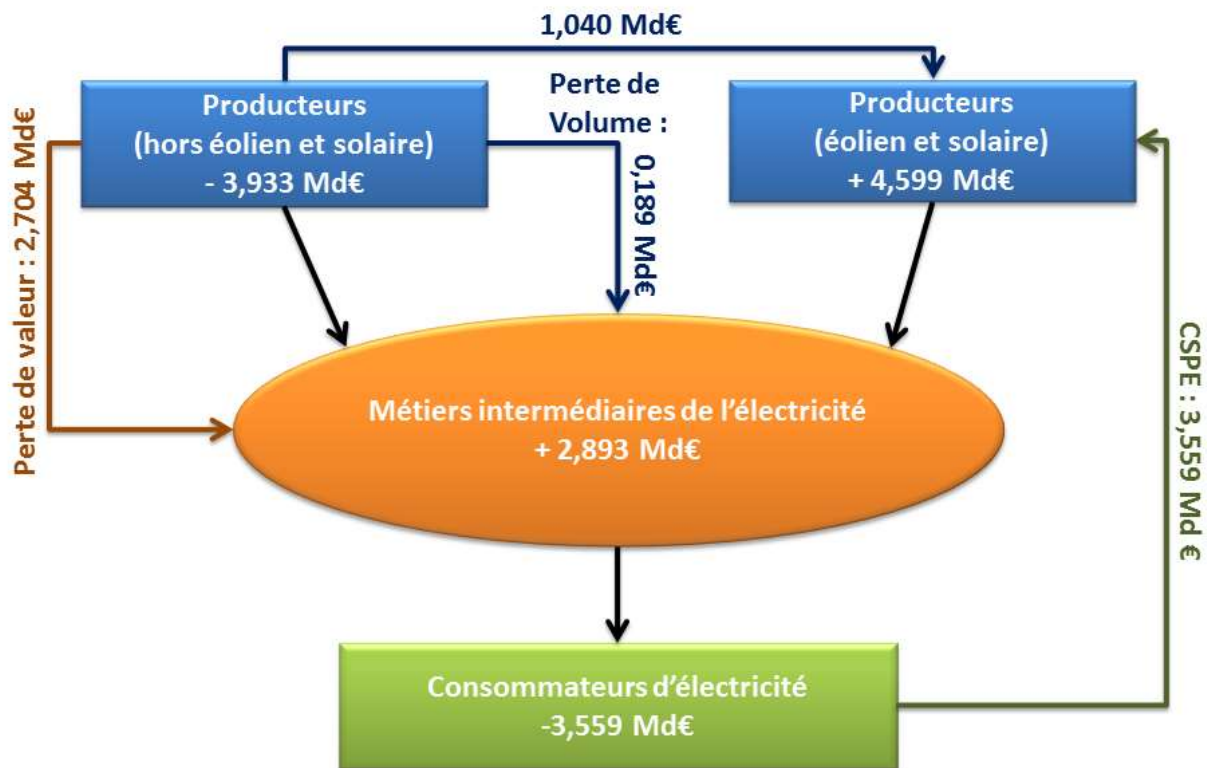 1,040 Md€
Producteurs
(hors éolien et solaire)
- 3,933 Md€
Perte de
Volume :
0,189 Md€
Producteurs
(éolien et solaire)
+ 4,599 Md€
Perte de valeur : 2,704 Md€
Métiers intermédiaires de l’électricité
+ 2,893 Md€
CSPE : 3,559 Md €
Consommateurs d’électricité
-3,559 Md€